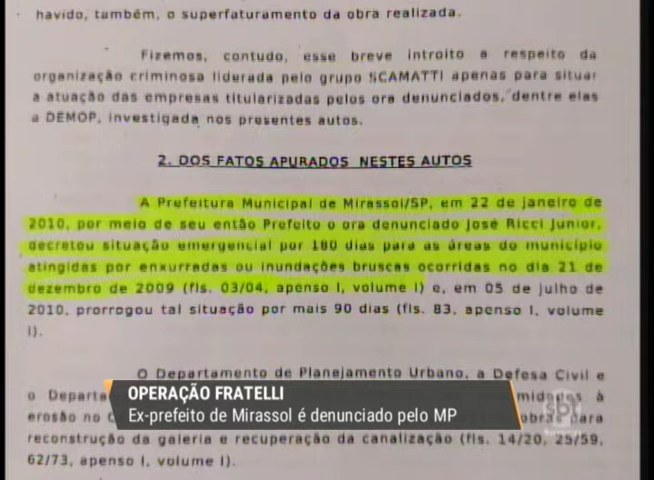 havido, também, o superfaturamento da obra realizada.
Fizemos, contudo, esse breve introito a respeito da
organização criminosa liderada pelo grupo SCAMATTI apenas para situar
a atuação das empresas titularizadas pelos ora denunciados, dentre elas
a DEMOP, investigada nos presentes autos.
2. DOS FATOS APURADOS NESTES AUTOS
A Prefeitura Municipal de Mirassol/SP, em 22 de janeiro de
2010, por meio de seu então Prefeito o ora denunciado José Ricci Junior,
decretou situação emergencial por 180 dias para as áreas do município
atingidas por enxurradas ou inundações bruscas ocorridas no dia 21 de
dezembro de 2009 (fls. 03/04, apenso I, volume I) e, em 05 de julho de
2010, prorrogou tal situação por mais 90 dias (fls. 83, apenso I, volume
I).
O Departamento de Planejamento Urbano, a Defesa Civil e
o à
erosão no para
reconstrução da galeria e recuperação da canalização (fls. 14/20, 25/59,
62/73, apenso I, volume I).
OPERAÇÃO FRATELLI
Ex-prefeito de Mirassol é denunciado pelo MP
sbt